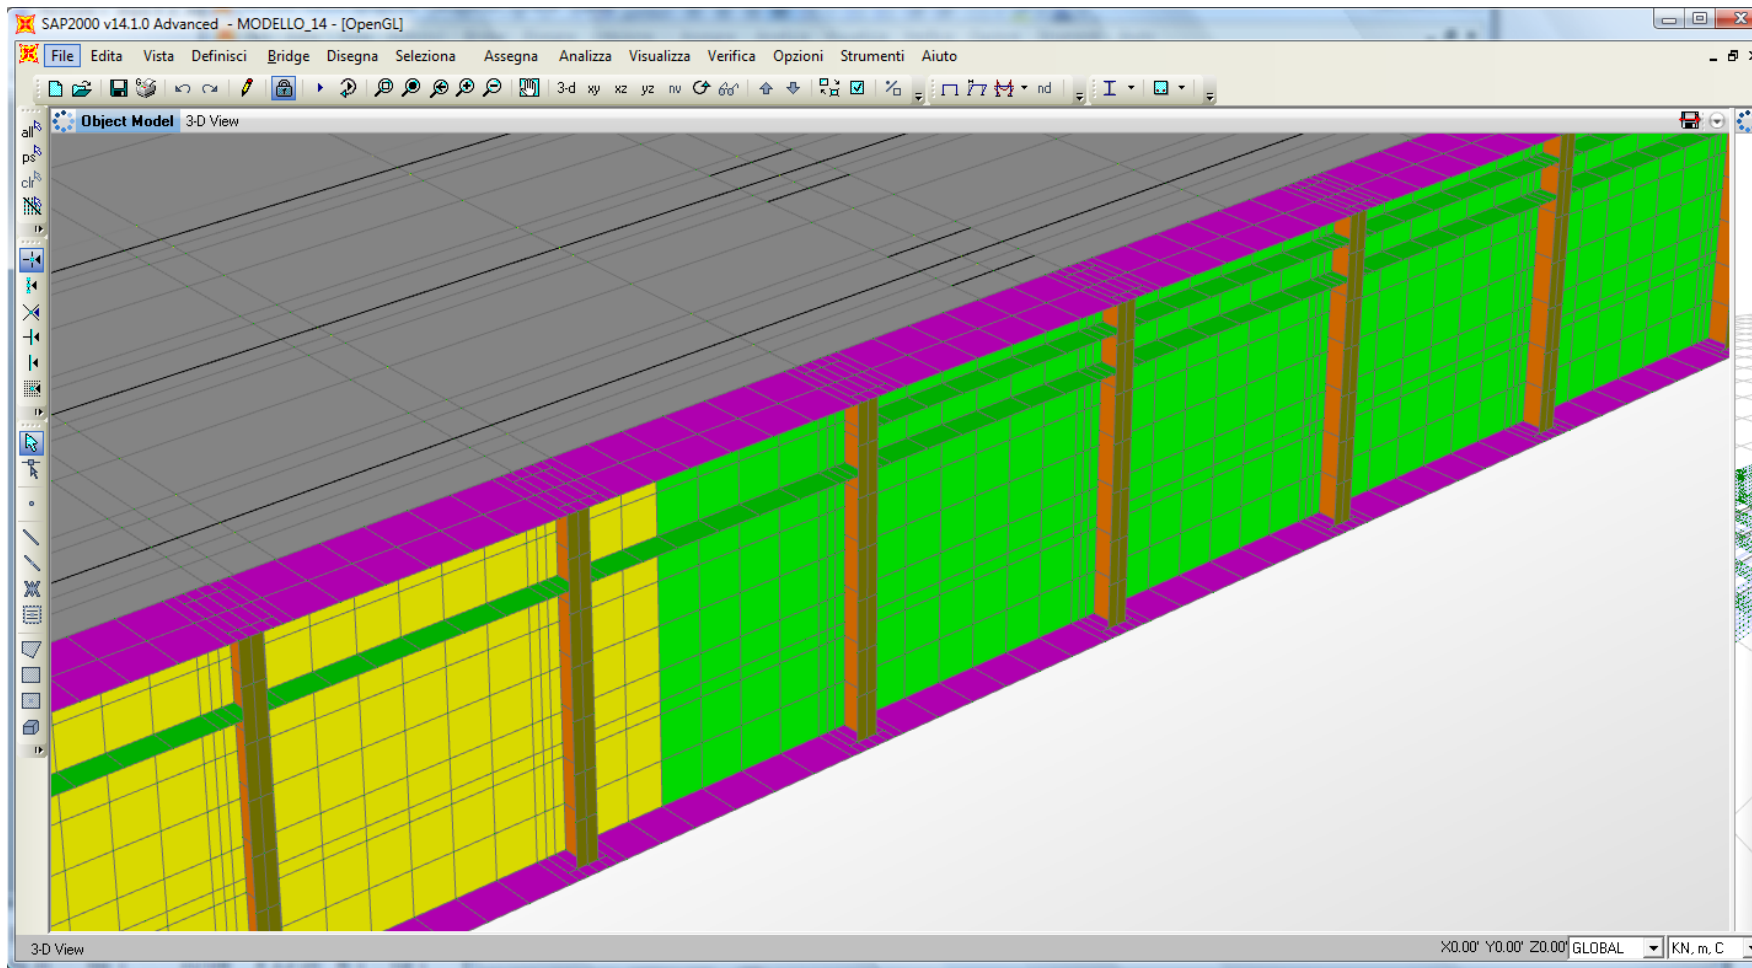 SAP2000 v14.1.0 Advanced - MODELLO_14 - [OpenGL]
File Edita Vista Definisci Bridge Disegna Seleziona Assegna Analizza Visualizza Verifica Opzioni Strumenti Aiuto
3-d xy xz yz nv nd
all Object Model 3-D View
ps
clr
3-D View X0.00' Y0.00' Z0.00' GLOBAL KN, m, C